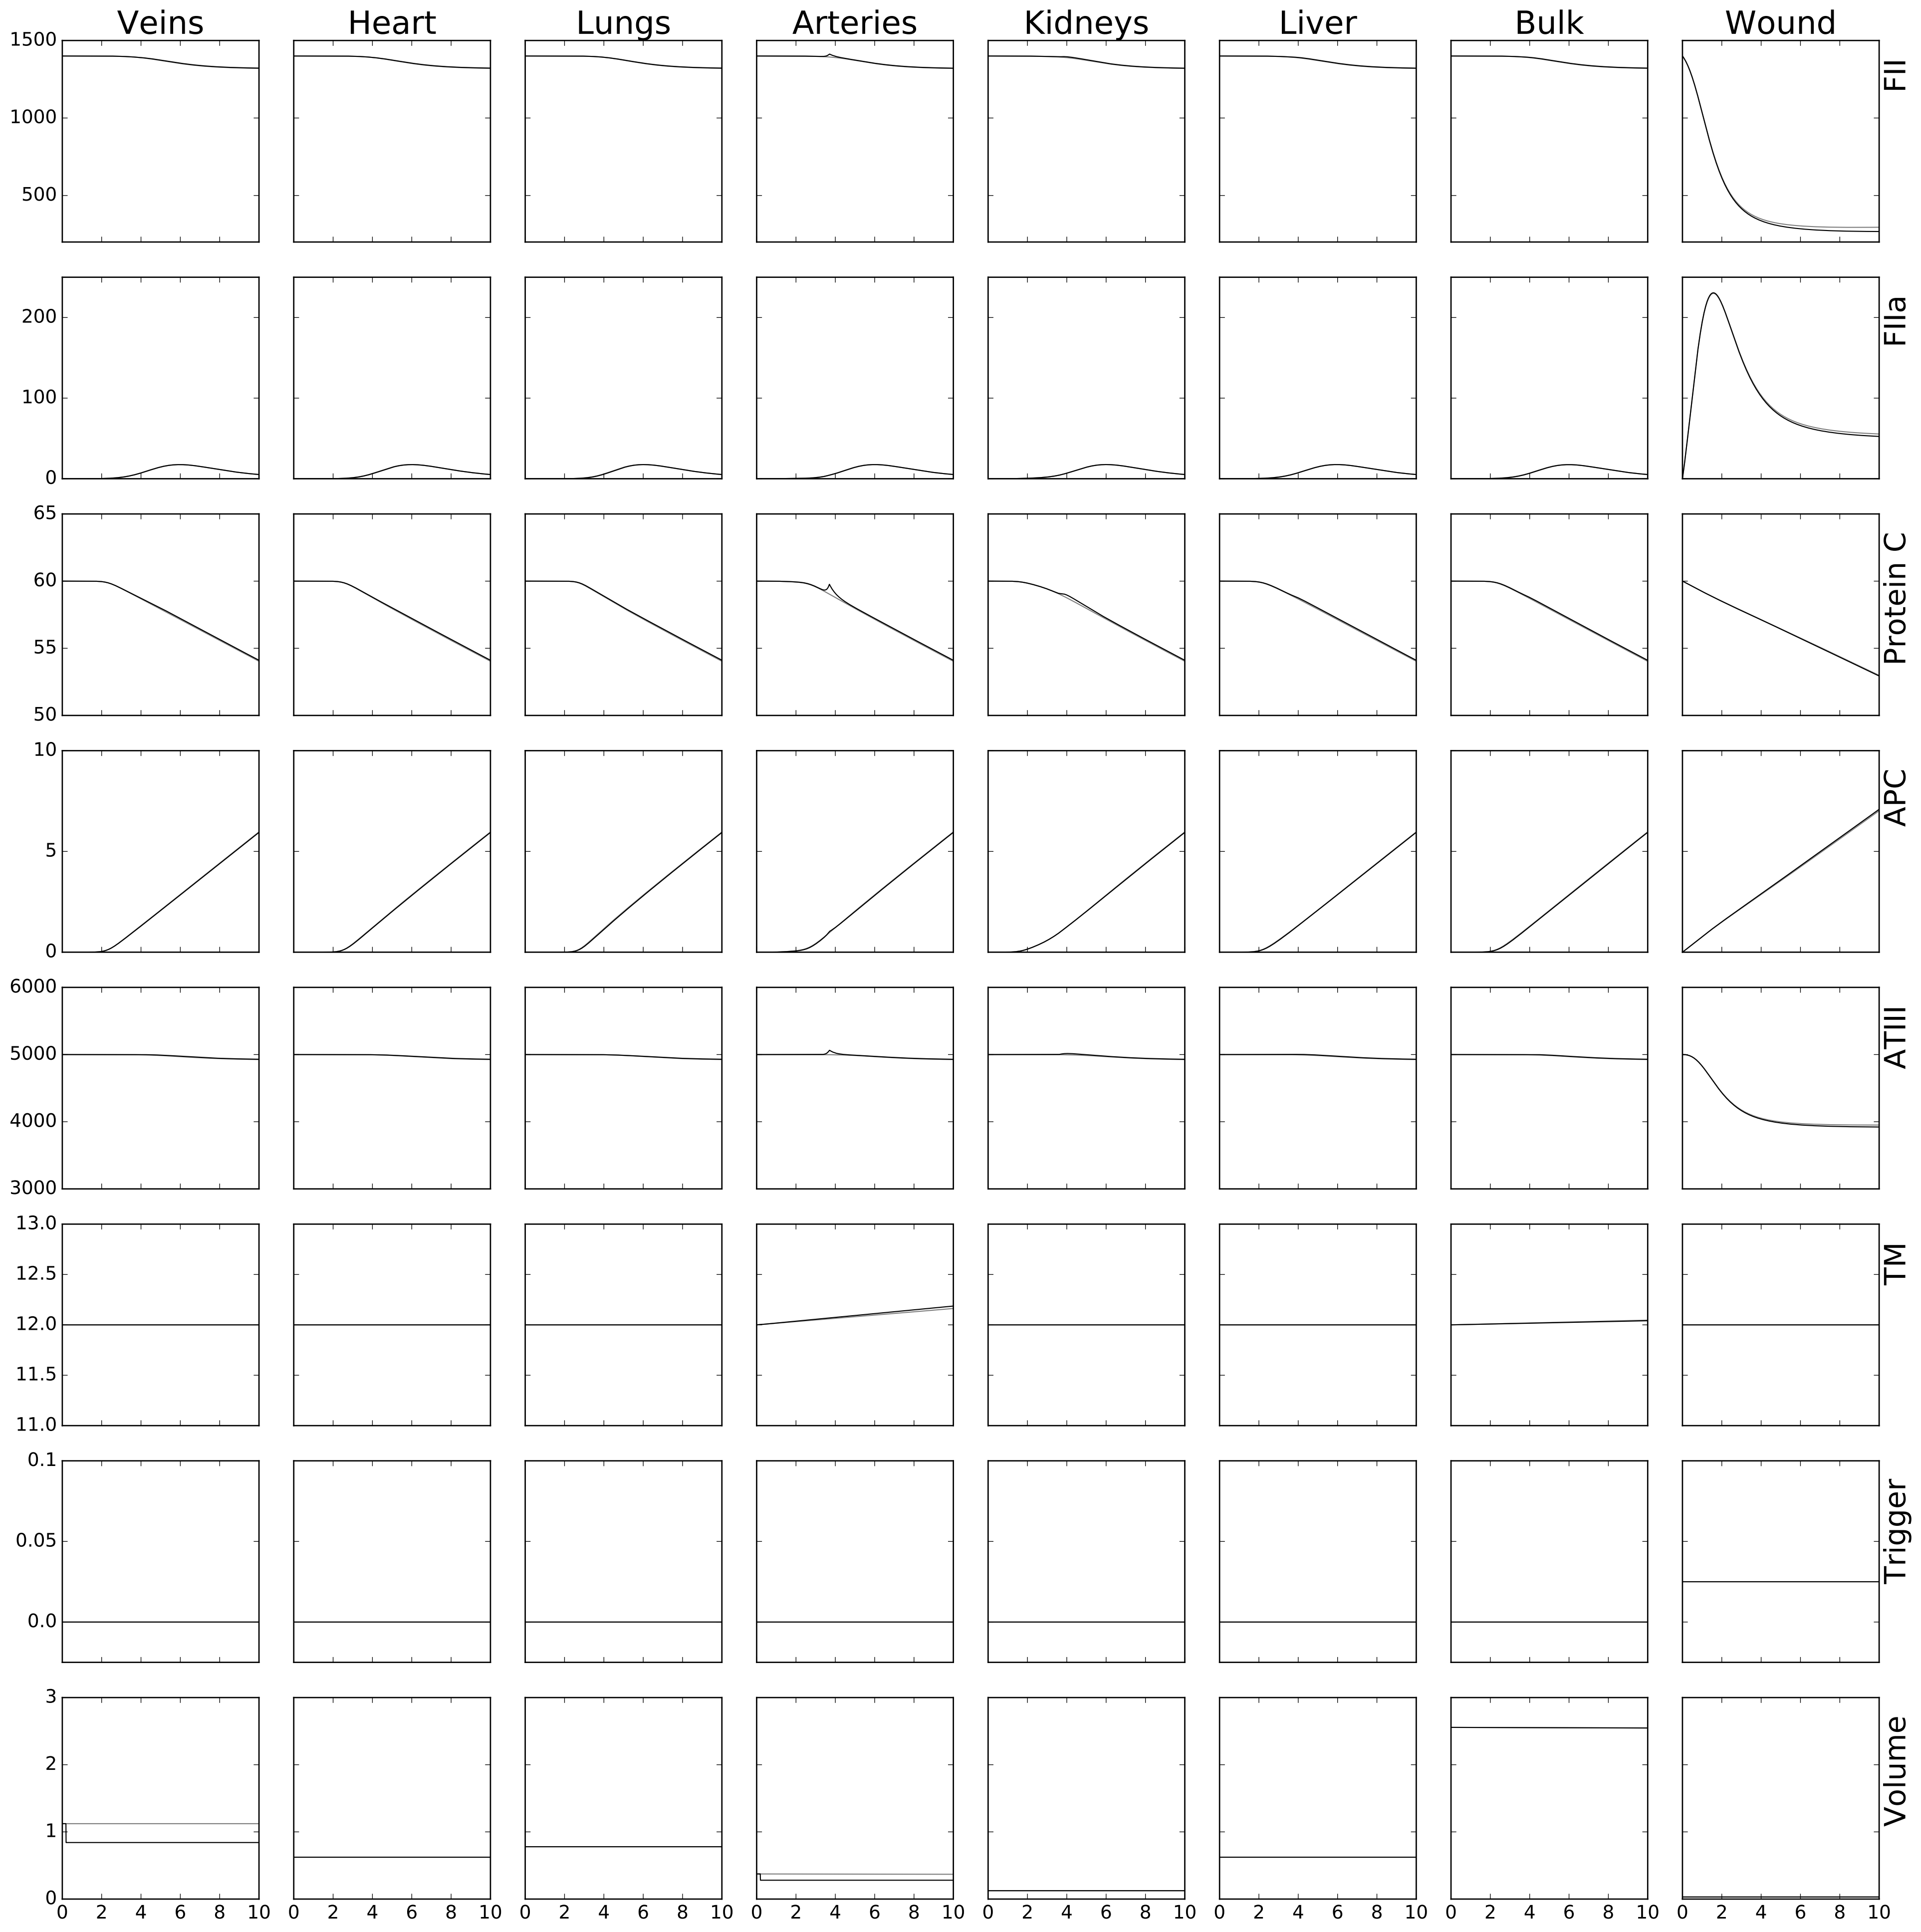 Veins Heart Lungs Arteries Kidneys Liver Bulk Wound
1500
1000
500
FII
200
100
0
FIIa
65
60
55
50
Protein C
10
5
0
APC
6000
5000
4000
3000
ATIII
13.0
12.5
12.0
11.5
11.0
TM
0.1
0.05
0.0
Trigger
3
2
1
0
Volume
0 2 4 6 8 10 0 2 4 6 8 10 0 2 4 6 8 10 0 2 4 6 8 10 0 2 4 6 8 10 0 2 4 6 8 10 0 2 4 6 8 10 0 2 4 6 8 10